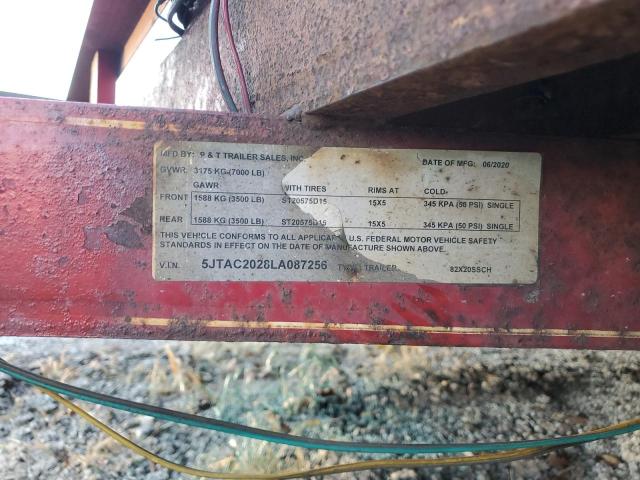 MFD BY: P & T TRAILER SALES, INC. DATE OF MFG: 06/2020
GVWR: 3175 KG (7000 LB)
GAWR WITH TIRES RIMS AT COLD-
FRONT 1588 KG (3500 LB) ST20575D15 15X5 345 KPA (50 PSI) SINGLE
REAR 1588 KG (3500 LB) ST20575D15 15X5 345 KPA (50 PSI) SINGLE
THIS VEHICLE CONFORMS TO ALL APPLICABLE U.S. FEDERAL MOTOR VEHICLE SAFETY
STANDARDS IN EFFECT ON THE DATE OF MANUFACTURE SHOWN ABOVE.
V.I.N. 5JTAC2028LA087256 TYPE: TRAILER 82X20SSCH